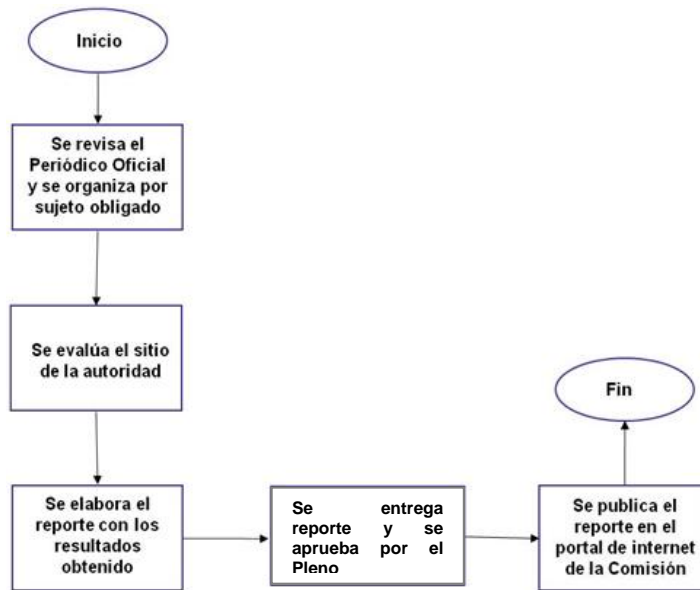 Inicio
Se revisa el
Periódico Oficial
y se organiza por
sujeto obligado
Se evalúa el sitio
de la autoridad
Se elabora el
reporte con los
resultados
obtenido
Se entrega
reporte y se
aprueba por el
Pleno
Se publica el
reporte en el
portal de internet
de la Comisión
Fin